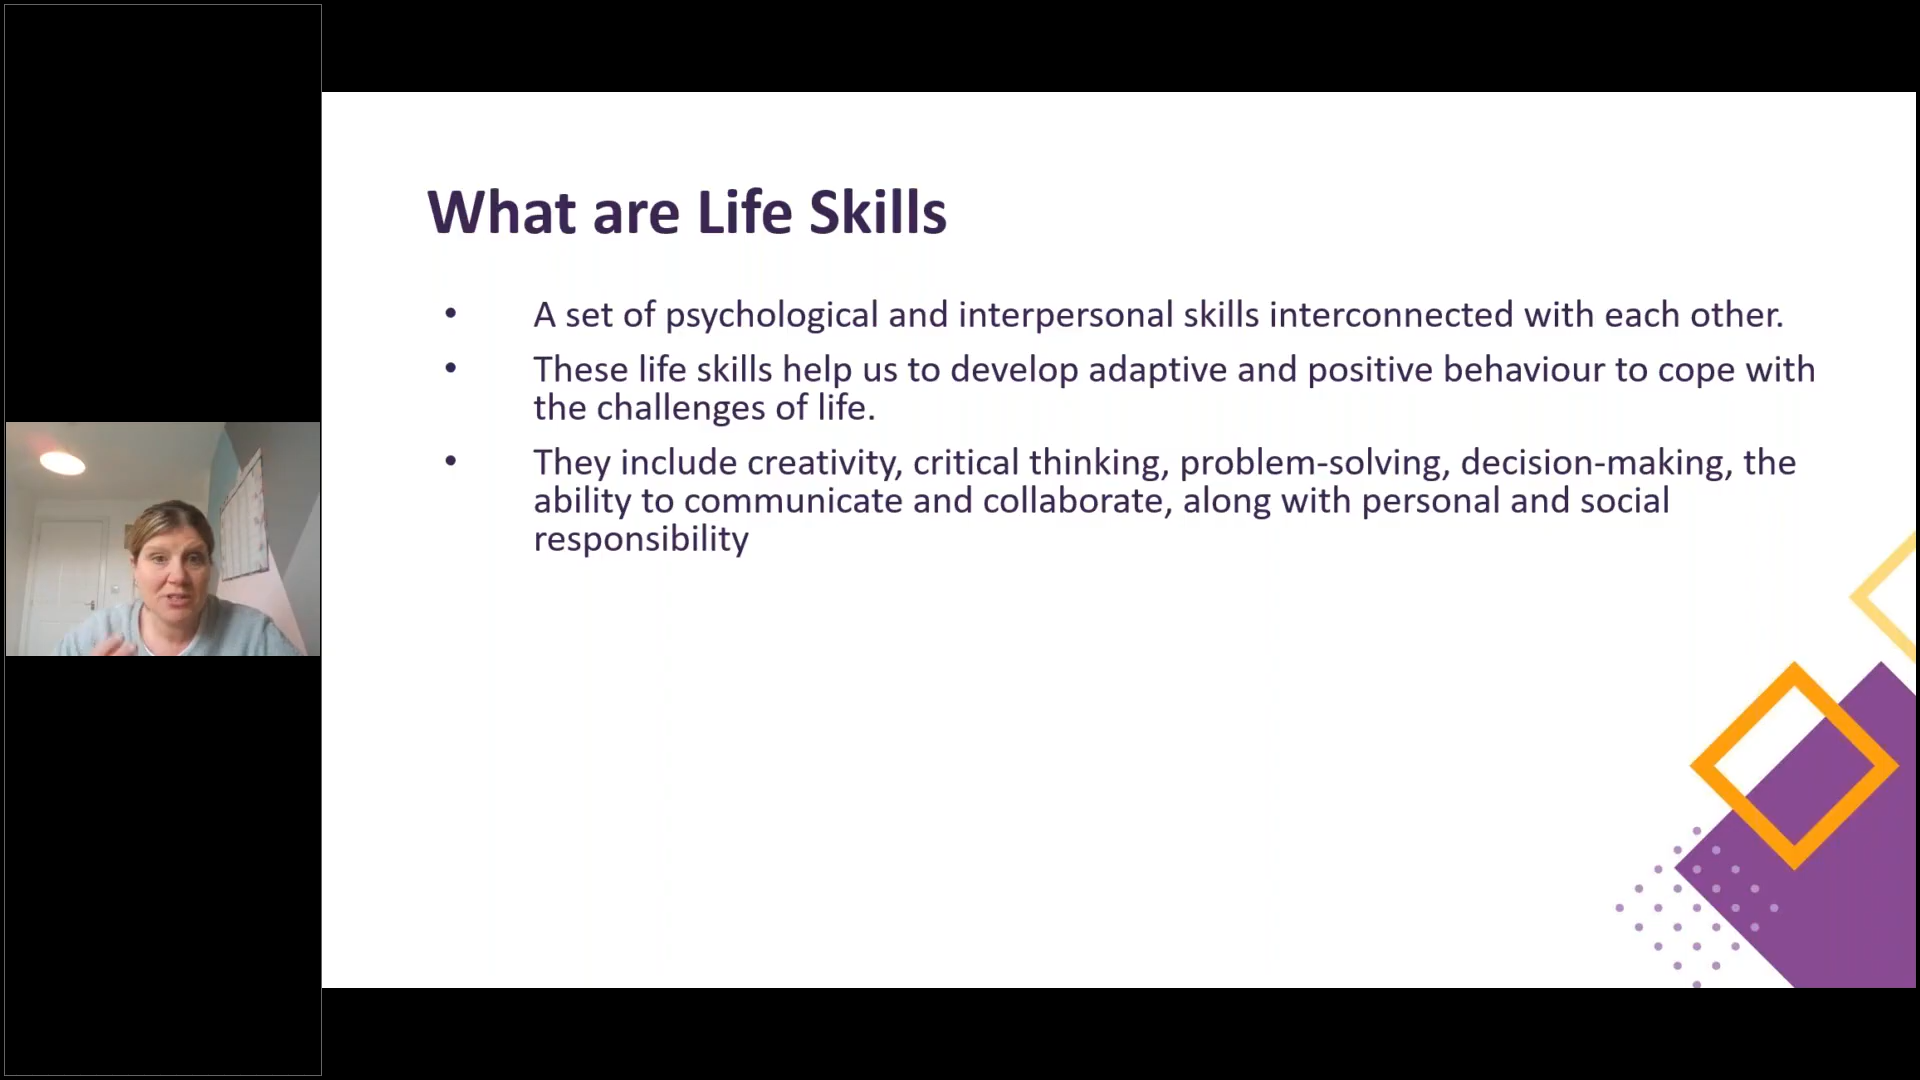 What are Life Skills
• A set of psychological and interpersonal skills interconnected with each other.
• These life skills help us to develop adaptive and positive behaviour to cope with
the challenges of life.
• They include creativity, critical thinking, problem-solving, decision-making, the
ability to communicate and collaborate, along with personal and social
responsibility